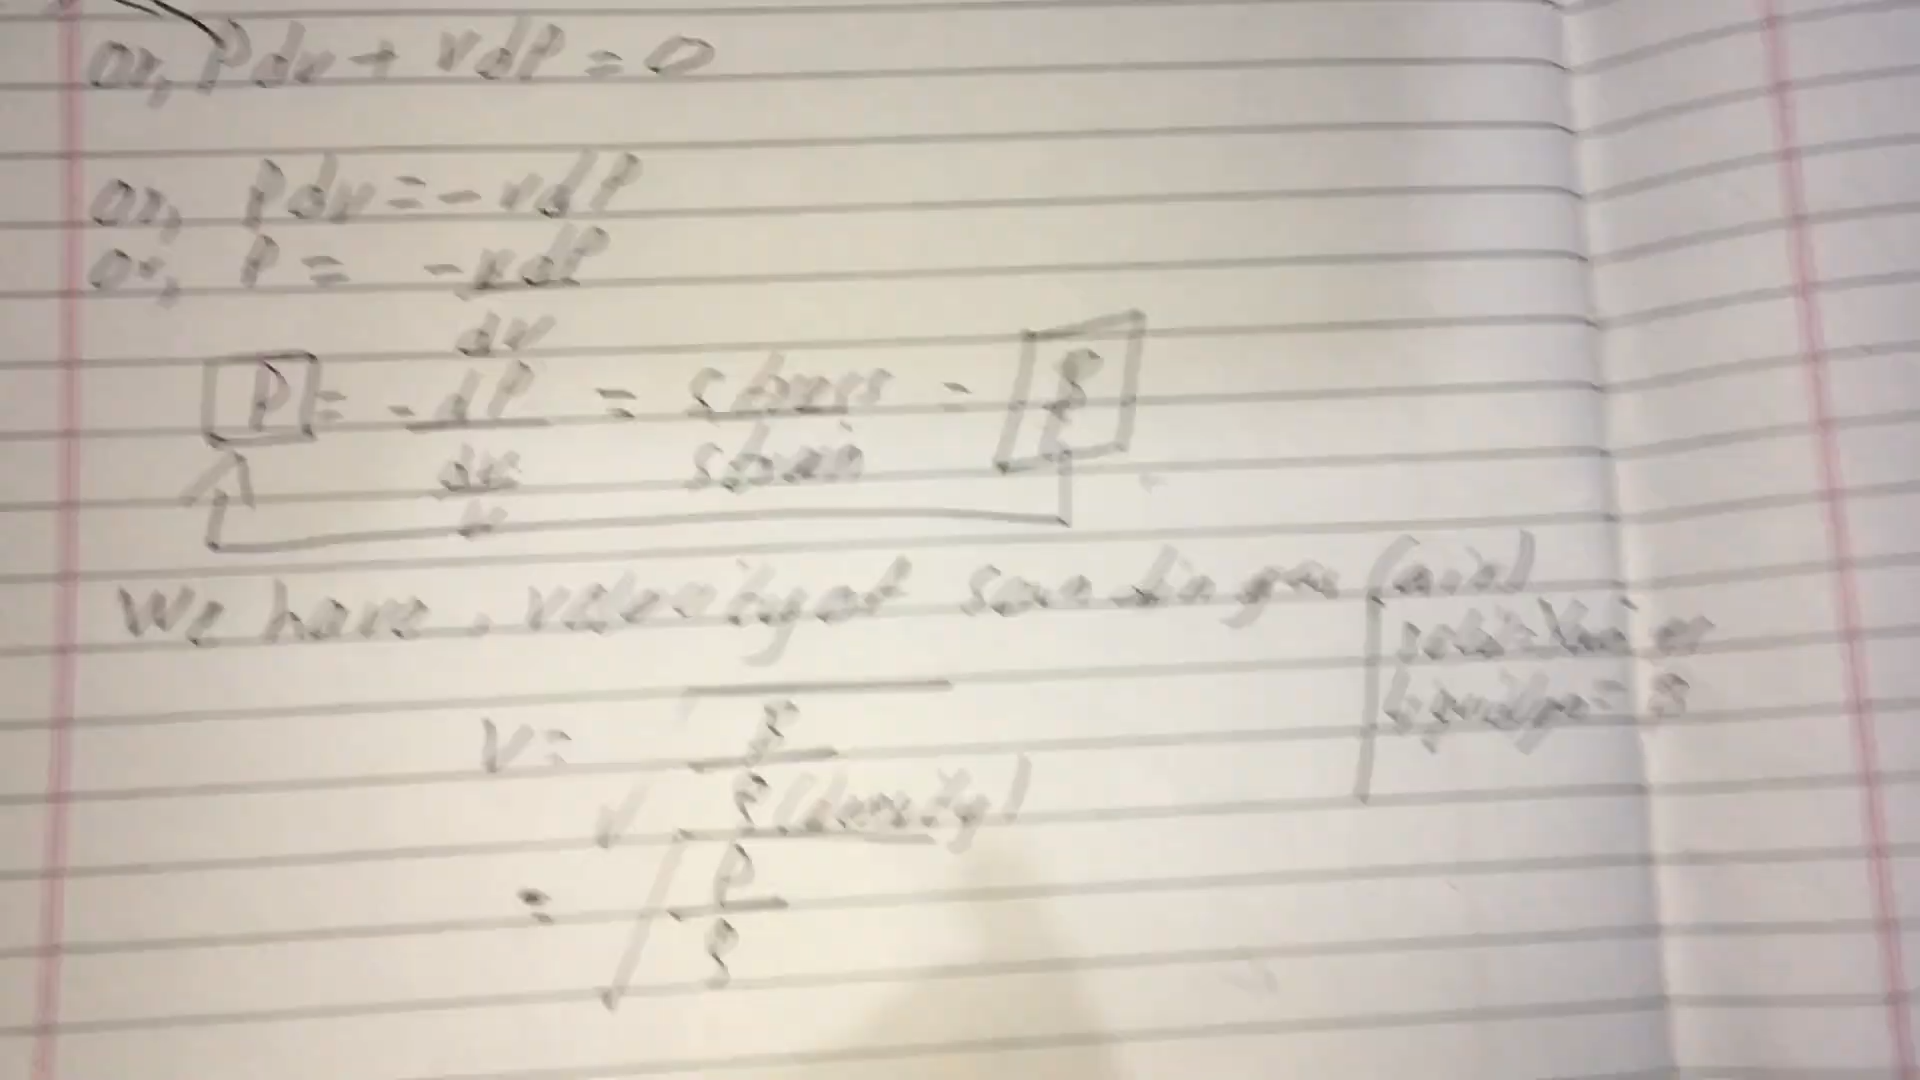 or, Pdv + vdP = 0
or, Pdv = - vdP
or, P = - vdP / dv
P = - dP / dv/v = stress / strain =
We have, velocity of sound in gas (air)
v = √ (density)
= √ P / ρ